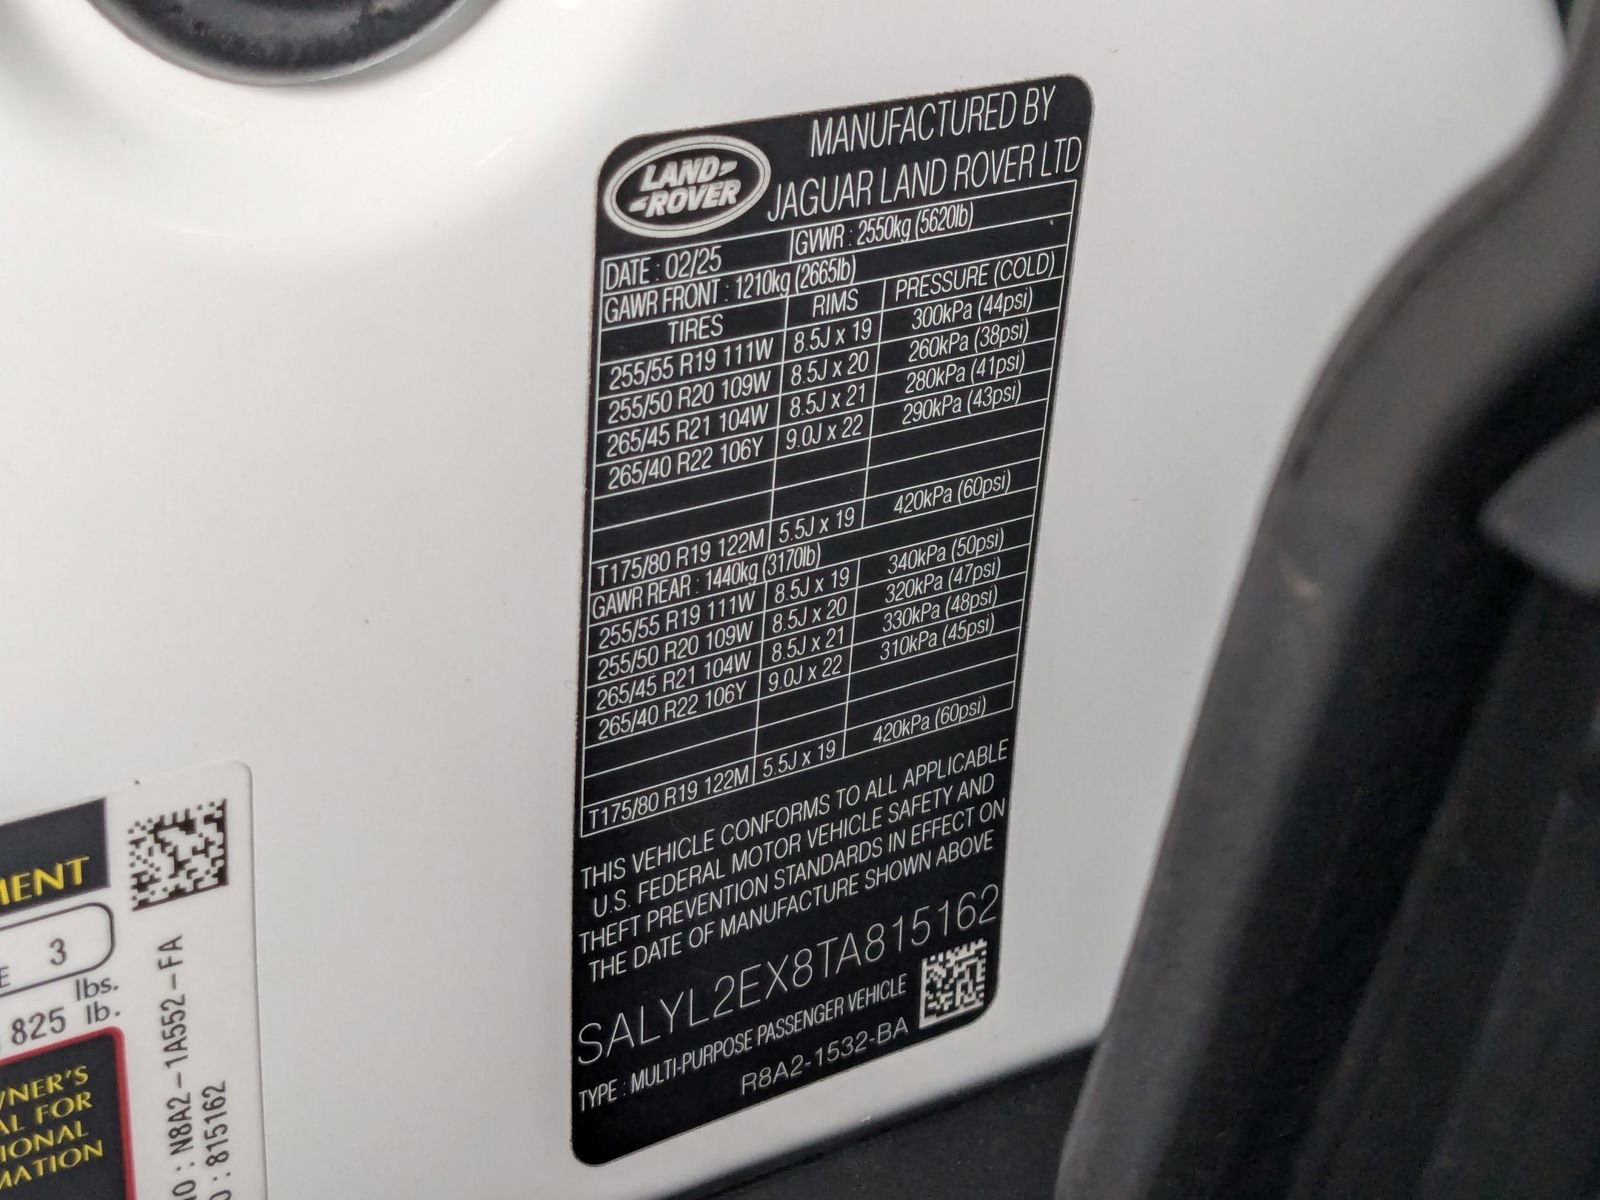 LAND-
-ROVER
MANUFACTURED BY
JAGUAR LAND ROVER LTD
DATE : 02/25 GVWR : 2550kg (5620lb)
GAWR FRONT : 1210kg (2665lb)
TIRES RIMS PRESSURE (COLD)
255/55 R19 111W 8.5J x 19 300kPa (44psi)
255/50 R20 109W 8.5J x 20 260kPa (38psi)
265/45 R21 104W 8.5J x 21 280kPa (41psi)
265/40 R22 106Y 9.0J x 22 290kPa (43psi)
T175/80 R19 122M 5.5J x 19 420kPa (60psi)
GAWR REAR : 1440kg (3170lb)
255/55 R19 111W 8.5J x 19 340kPa (50psi)
255/50 R20 109W 8.5J x 20 320kPa (47psi)
265/45 R21 104W 8.5J x 21 330kPa (48psi)
265/40 R22 106Y 9.0J x 22 310kPa (45psi)
T175/80 R19 122M 5.5J x 19 420kPa (60psi)
THIS VEHICLE CONFORMS TO ALL APPLICABLE
U.S. FEDERAL MOTOR VEHICLE SAFETY AND
THEFT PREVENTION STANDARDS IN EFFECT ON
THE DATE OF MANUFACTURE SHOWN ABOVE
SALYL2EX8TA815162
TYPE : MULTI-PURPOSE PASSENGER VEHICLE
R8A2-1532-BA
MENT
E 3
lbs.
825 lb.
WNER'S
AL FOR
IONAL
MATION
: N8A2-1A552-FA
: 815162